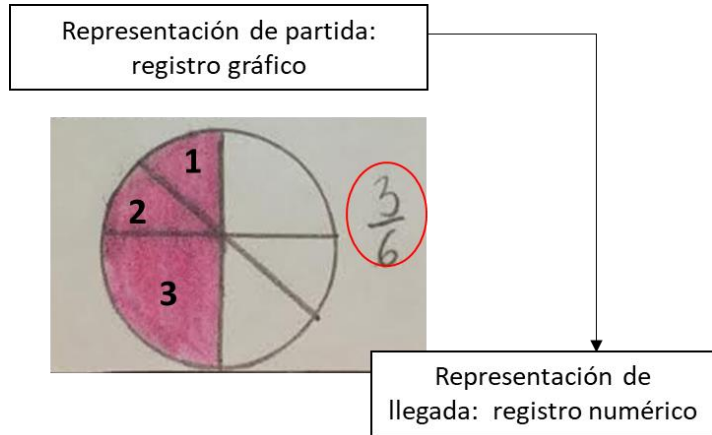 Representación de partida:
registro gráfico
1
2
3
3
6
Representación de
llegada: registro numérico